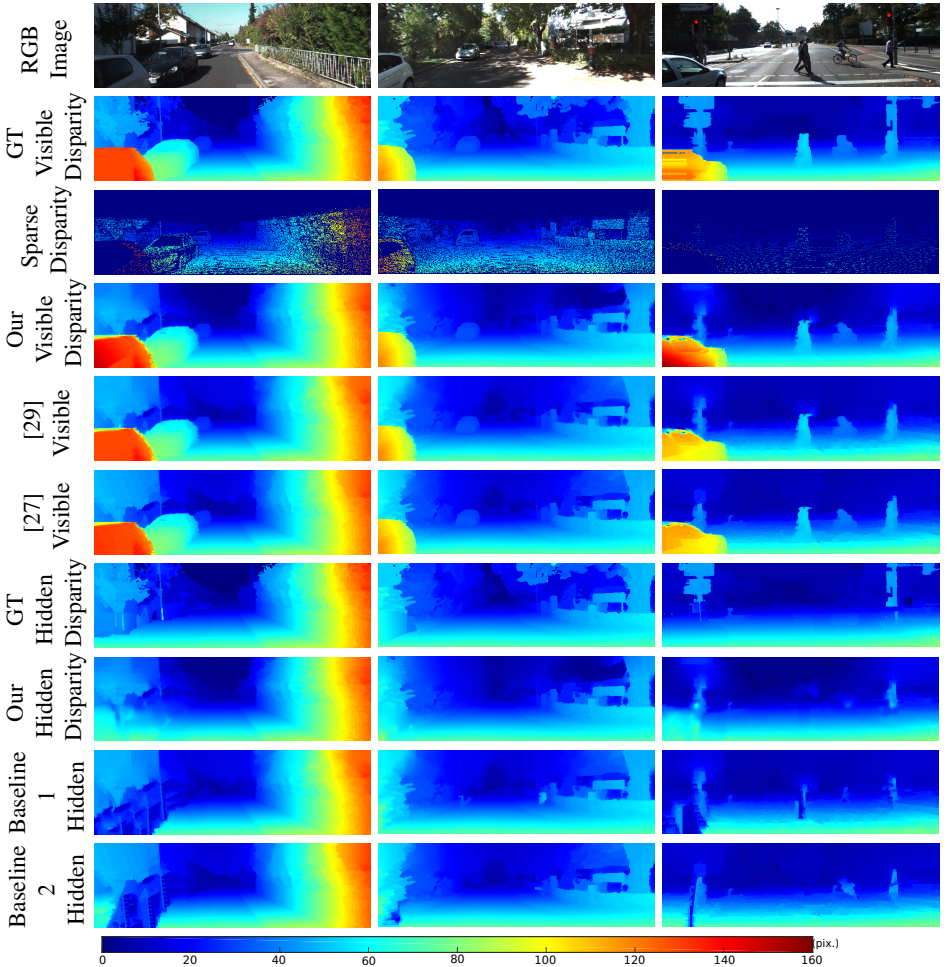 RGB
Image
GT
Visible
Disparity
Sparse
Disparity
Our
Visible
Disparity
[29]
Visible
[27]
Visible
GT
Hidden
Disparity
Our
Hidden
Disparity
Baseline
1
Hidden
Baseline
2
Hidden
0 20 40 60 80 100 120 140 160 (pix.)